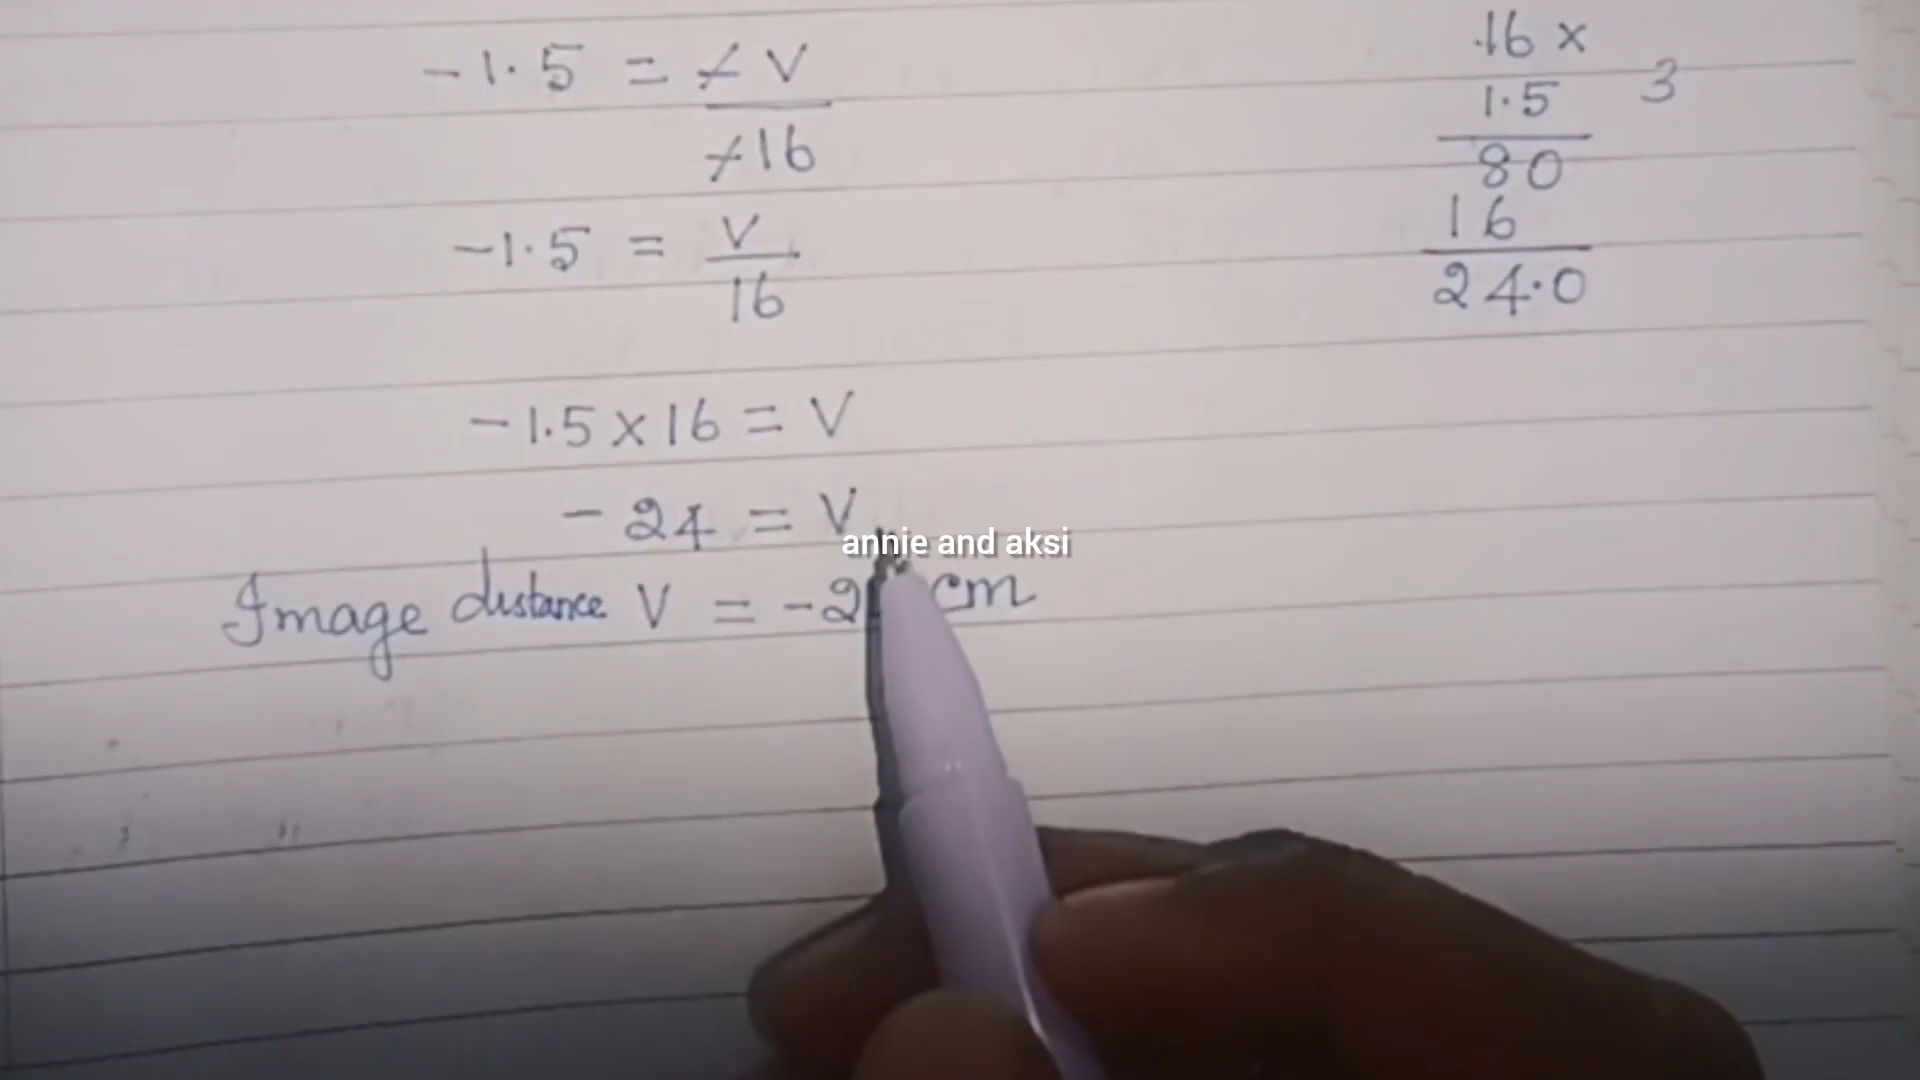 -1.5 = -V
-16
-1.5 = V
16
-1.5 x 16 = V
-24 = V
Image distance V = -2 cm
16 x
1.5 3
80
16
24.0
annie and aksi